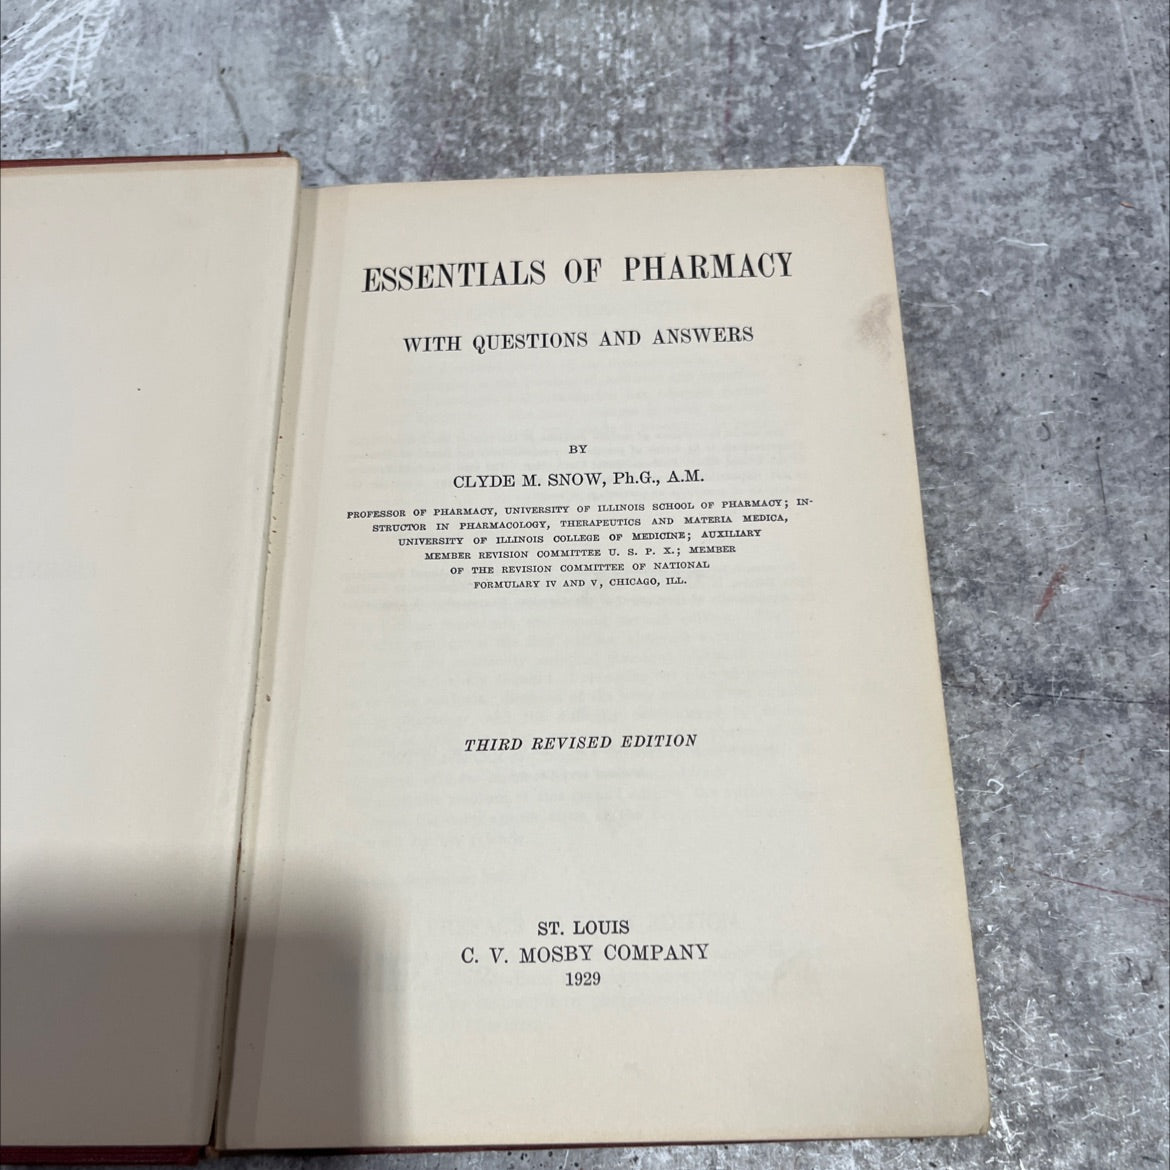 ESSENTIALS OF PHARMACY
WITH QUESTIONS AND ANSWERS
BY
CLYDE M. SNOW, Ph.G., A.M.
PROFESSOR OF PHARMACY, UNIVERSITY OF ILLINOIS SCHOOL OF PHARMACY; IN-
STRUCTOR IN PHARMACOLOGY, THERAPEUTICS AND MATERIA MEDICA,
UNIVERSITY OF ILLINOIS COLLEGE OF MEDICINE; AUXILIARY
MEMBER REVISION COMMITTEE U. S. P. X.; MEMBER
OF THE REVISION COMMITTEE OF NATIONAL
FORMULARY IV AND V, CHICAGO, ILL.
THIRD REVISED EDITION
ST. LOUIS
C. V. MOSBY COMPANY
1929